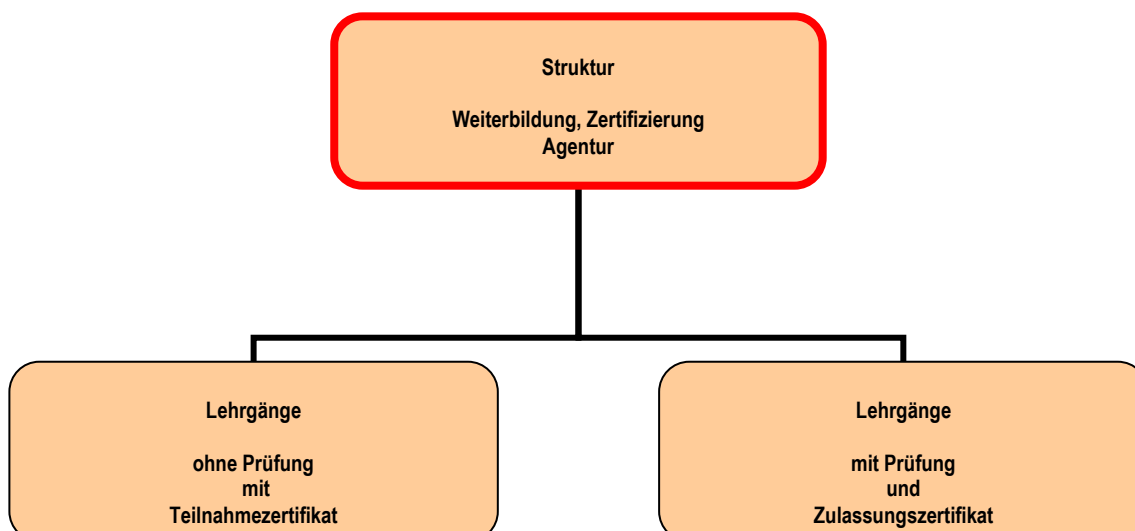 Struktur
Weiterbildung, Zertifizierung
Agentur
Lehrgänge
ohne Prüfung
mit
Teilnahmezertifikat
Lehrgänge
mit Prüfung
und
Zulassungszertifikat